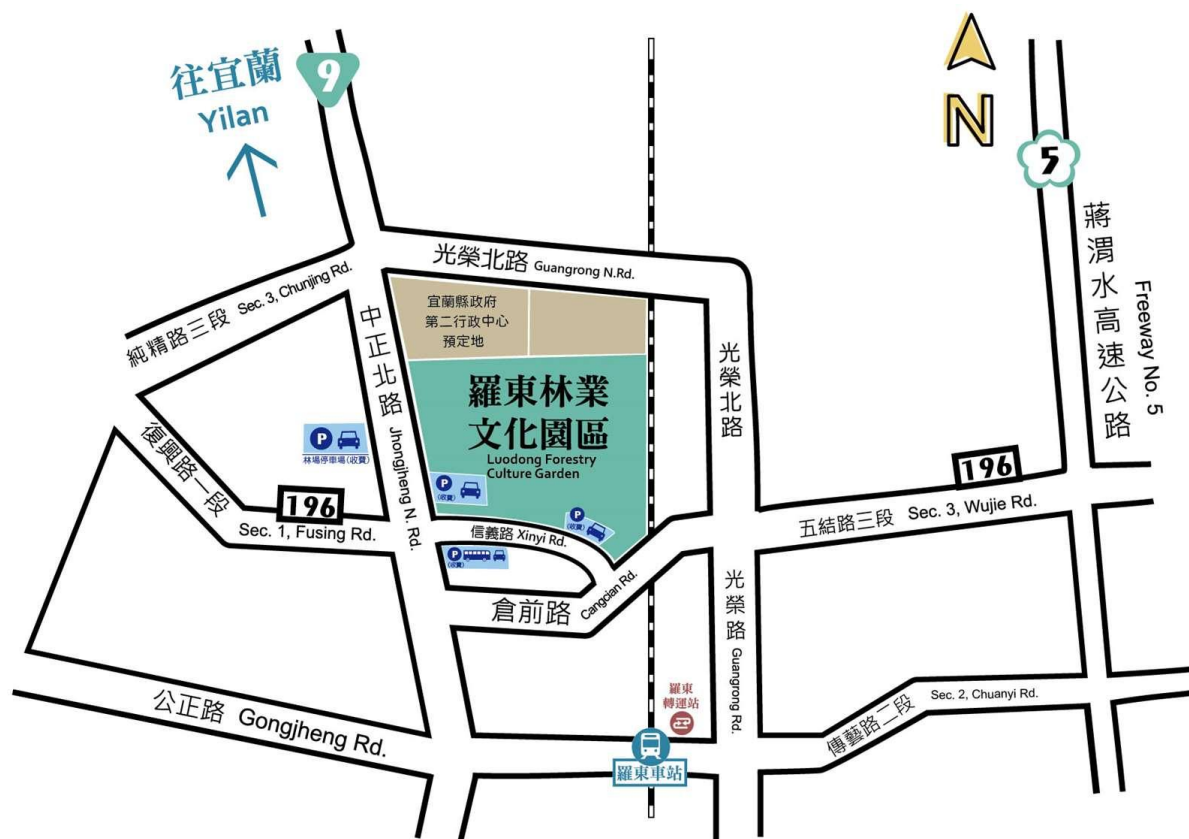 往宜蘭
Yilan
9
N
5
蔣渭水高速公路
Freeway No. 5
光榮北路 Guangrong N.Rd.
純精路三段 Sec. 3, Chunjing Rd.
宜蘭縣政府
第二行政中心
預定地
中正北路 Jhongjheng N. Rd.
羅東林業
文化園區
Luodong Forestry
Culture Garden
光榮北路
復興路一段
P
林場停車場(收費)
P
(收費)
P
(收費)
196
Sec. 1, Fusing Rd.
信義路 Xinyi Rd.
196
五結路三段 Sec. 3, Wujie Rd.
P
(收費)
倉前路 Cangcian Rd.
光榮路 Guangrong Rd.
公正路 Gongjheng Rd.
羅東
轉運站
羅東車站
傳藝路二段 Sec. 2, Chuanyi Rd.